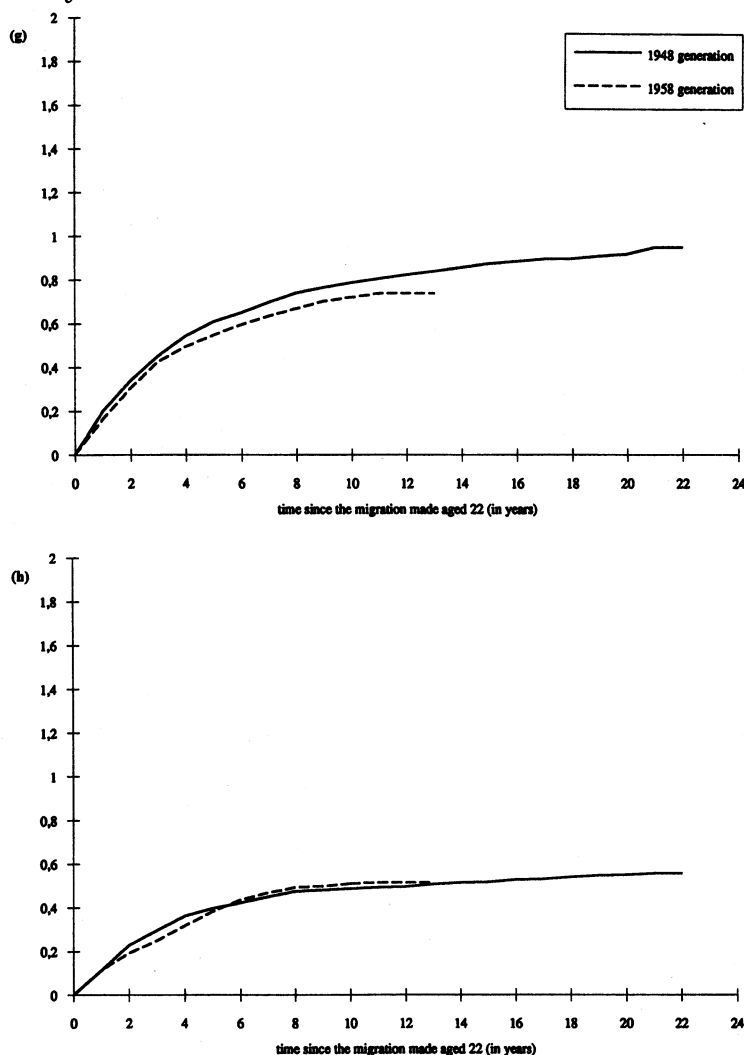 (g)
2
1,8
1,6
1,4
1,2
1
0,8
0,6
0,4
0,2
0
0 2 4 6 8 10 12 14 16 18 20 22 24
time since the migration made aged 22 (in years)
1948 generation
1958 generation
(h)
2
1,8
1,6
1,4
1,2
1
0,8
0,6
0,4
0,2
0
0 2 4 6 8 10 12 14 16 18 20 22 24
time since the migration made aged 22 (in years)